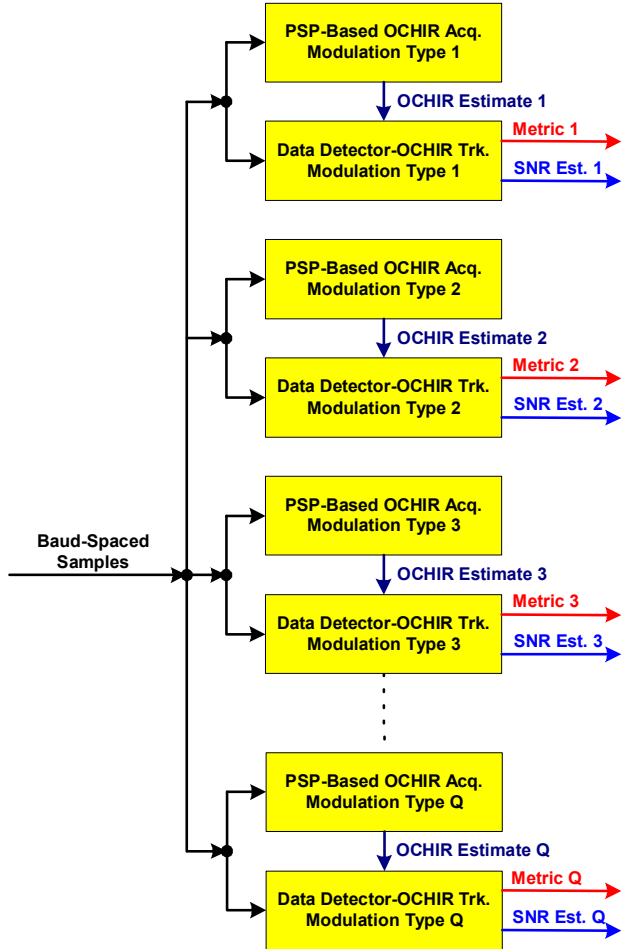 PSP-Based OCHIR Acq.
Modulation Type 1
OCHIR Estimate 1
Metric 1
Data Detector-OCHIR Trk.
Modulation Type 1
SNR Est. 1
PSP-Based OCHIR Acq.
Modulation Type 2
OCHIR Estimate 2
Metric 2
Data Detector-OCHIR Trk.
Modulation Type 2
SNR Est. 2
PSP-Based OCHIR Acq.
Modulation Type 3
Baud-Spaced
Samples
OCHIR Estimate 3
Metric 3
Data Detector-OCHIR Trk.
Modulation Type 3
SNR Est. 3
PSP-Based OCHIR Acq.
Modulation Type Q
OCHIR Estimate Q
Metric Q
Data Detector-OCHIR Trk.
Modulation Type Q
SNR Est. Q